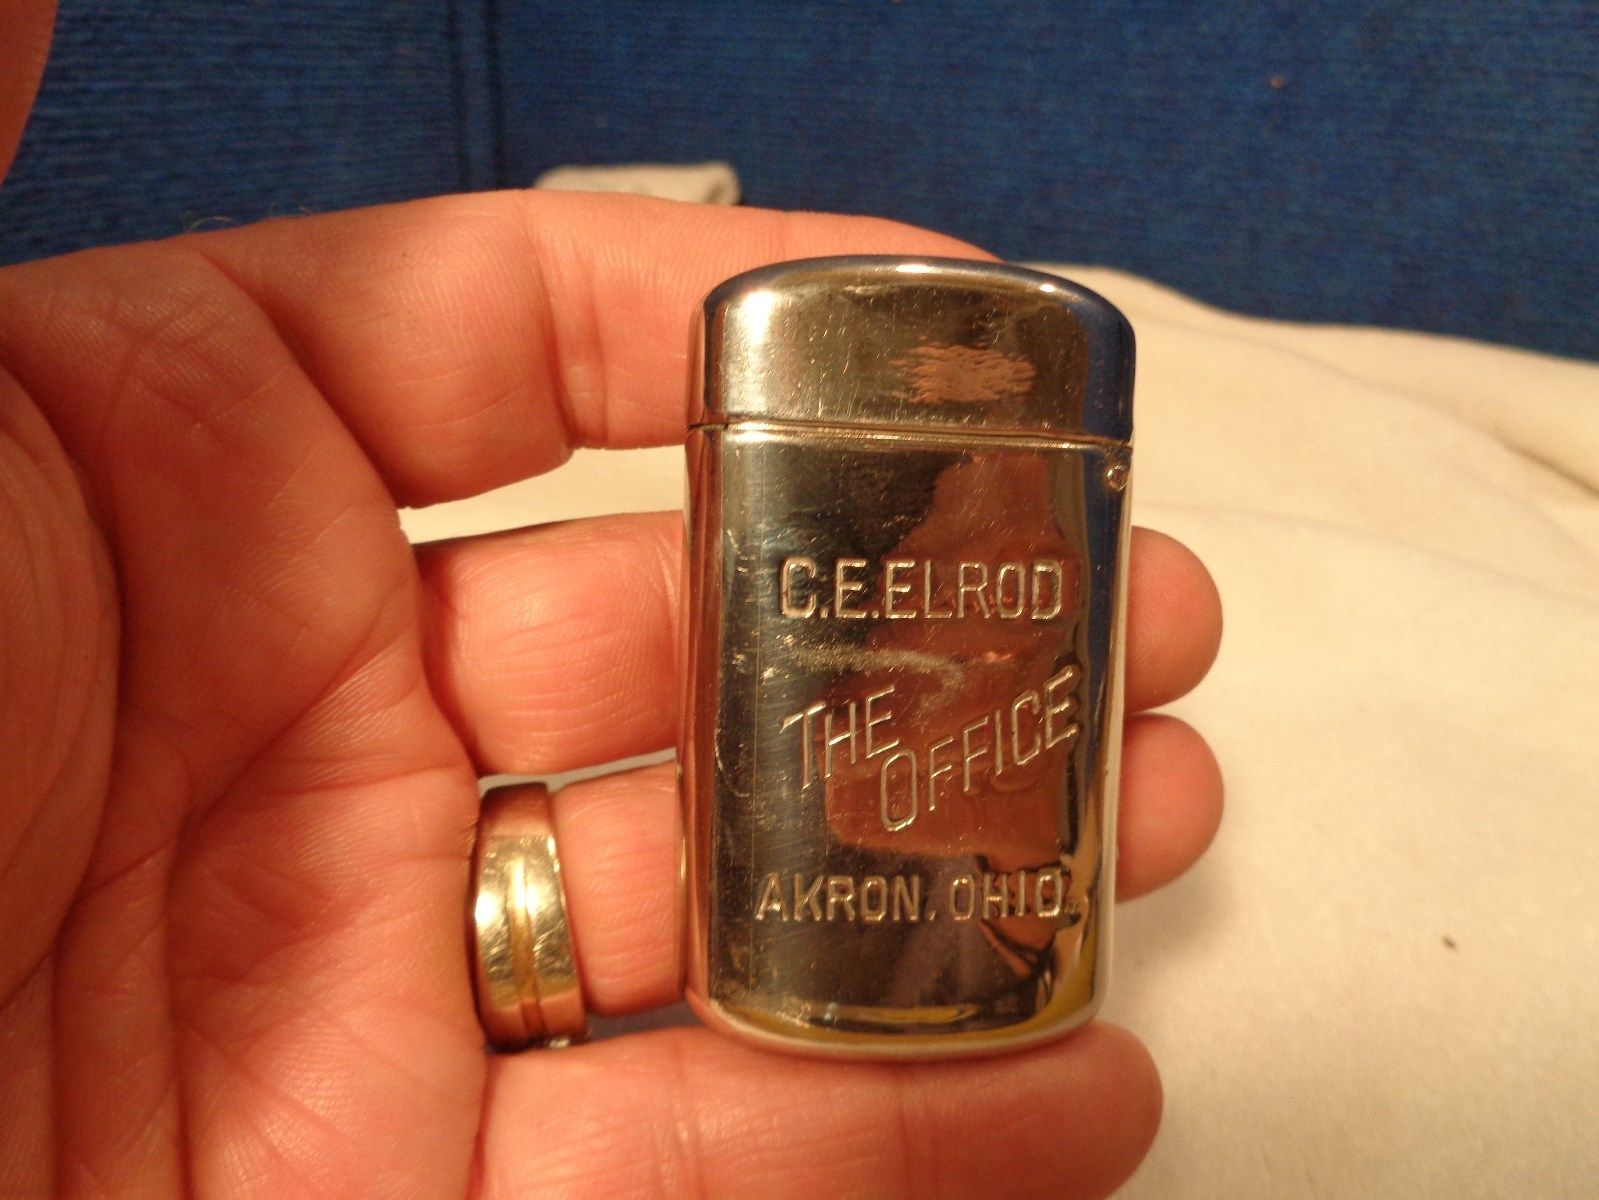 C.E.ELROD
THE
OFFICE
AKRON. OHIO.